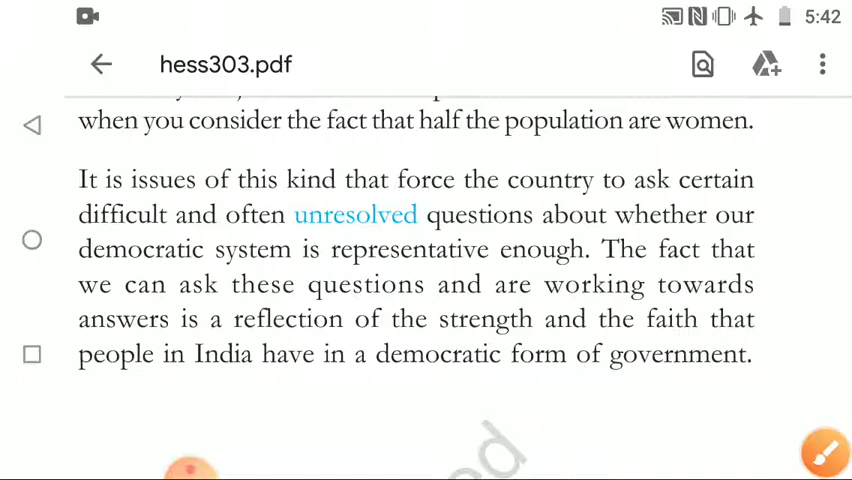 5:42
hess303.pdf
when you consider the fact that half the population are women.
It is issues of this kind that force the country to ask certain
difficult and often unresolved questions about whether our
democratic system is representative enough. The fact that
we can ask these questions and are working towards
answers is a reflection of the strength and the faith that
people in India have in a democratic form of government.